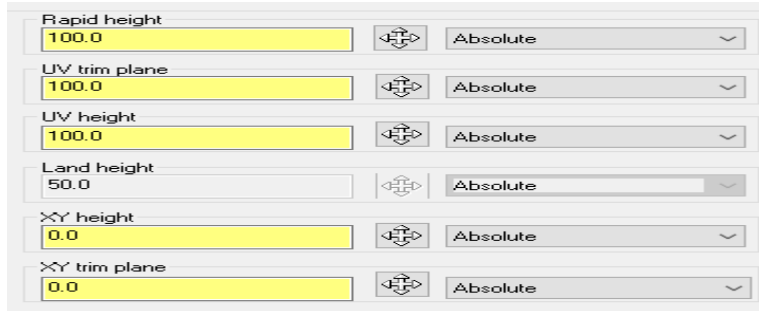 Rapid height
100.0 Absolute
UV trim plane
100.0 Absolute
UV height
100.0 Absolute
Land height
50.0 Absolute
XY height
0.0 Absolute
XY trim plane
0.0 Absolute